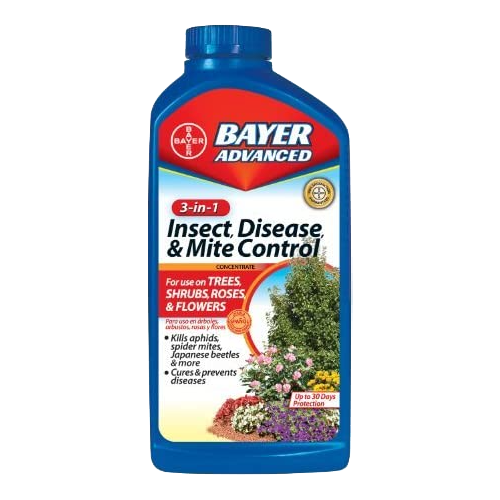 BAYER
BAYER
BAYER
ADVANCED
3-in-1
Insect, Disease,
& Mite Control
CONCENTRATE
For use on TREES,
SHRUBS, ROSES,
& FLOWERS
Para uso en árboles,
arbustos, rosas y flores
• Kills aphids,
spider mites,
Japanese beetles
& more
• Cures & prevents
diseases
Up to 30 Days
Protection